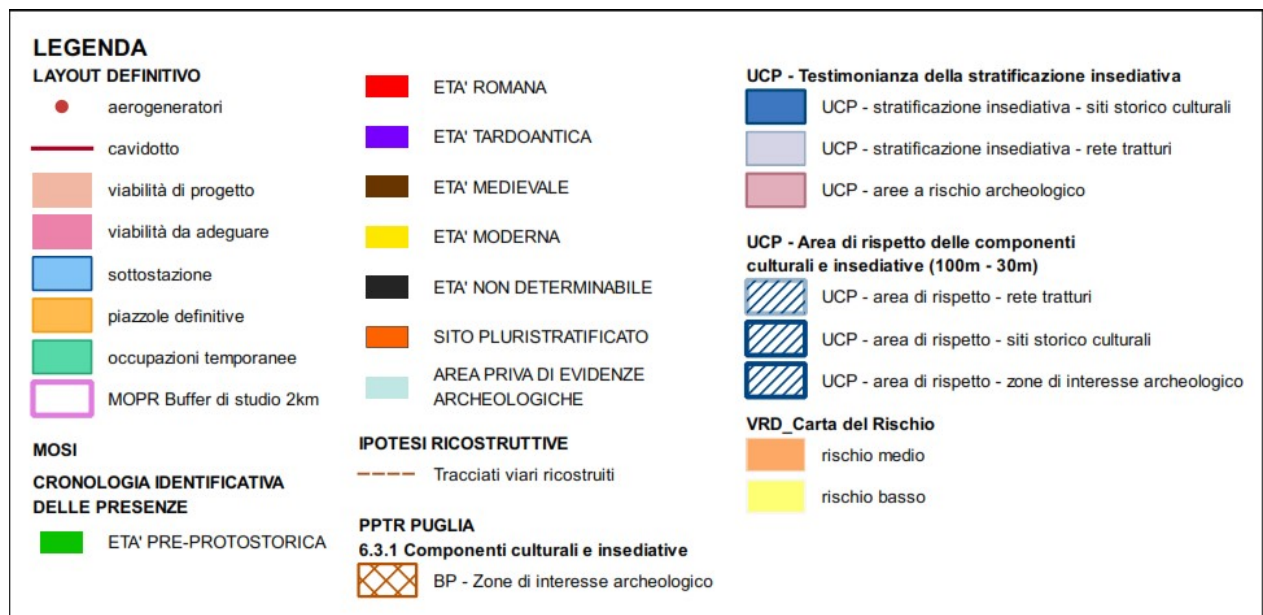 LEGENDA
LAYOUT DEFINITIVO
aerogeneratori
cavidotto
viabilità di progetto
viabilità da adeguare
sottostazione
piazzole definitive
occupazioni temporanee
MOPR Buffer di studio 2km
MOSI
CRONOLOGIA IDENTIFICATIVA
DELLE PRESENZE
ETA' PRE-PROTOSTORICA
ETA' ROMANA
ETA' TARDOANTICA
ETA' MEDIEVALE
ETA' MODERNA
ETA' NON DETERMINABILE
SITO PLURISTRATIFICATO
AREA PRIVA DI EVIDENZE
ARCHEOLOGICHE
IPOTESI RICOSTRUTTIVE
Tracciati viari ricostruiti
PPTR PUGLIA
6.3.1 Componenti culturali e insediative
BP - Zone di interesse archeologico
UCP - Testimonianza della stratificazione insediativa
UCP - stratificazione insediativa - siti storico culturali
UCP - stratificazione insediativa - rete tratturi
UCP - aree a rischio archeologico
UCP - Area di rispetto delle componenti
culturali e insediative (100m - 30m)
UCP - area di rispetto - rete tratturi
UCP - area di rispetto - siti storico culturali
UCP - area di rispetto - zone di interesse archeologico
VRD_Carta del Rischio
rischio medio
rischio basso